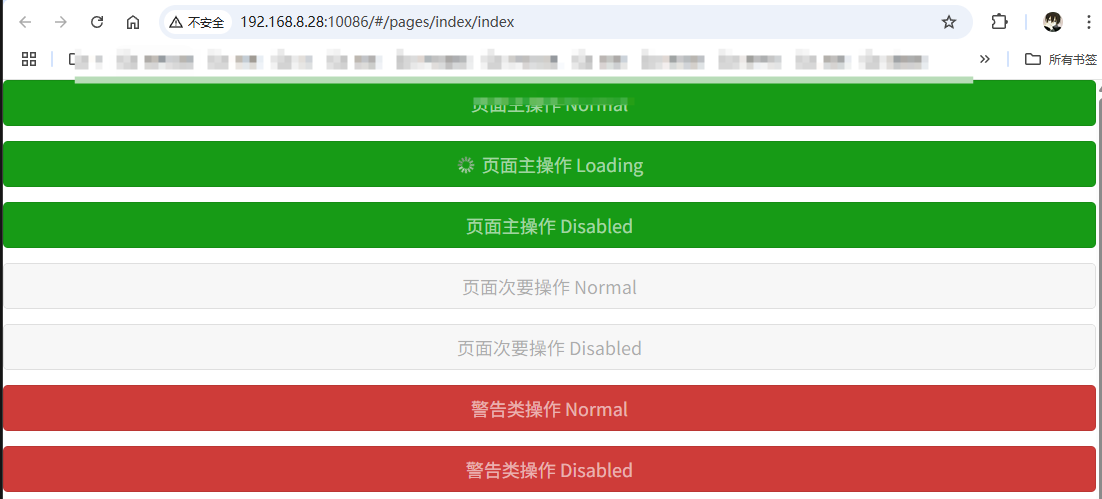 不安全 192.168.8.28:10086/#/pages/index/index
所有书签
页面主操作 Normal
页面主操作 Loading
页面主操作 Disabled
页面次要操作 Normal
页面次要操作 Disabled
警告类操作 Normal
警告类操作 Disabled